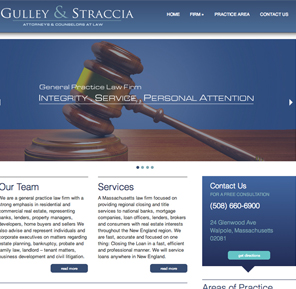 GULLEY & STRACCIA
ATTORNEYS & COUNSELORS AT LAW
HOME
FIRM
PRACTICE AREA
CONTACT US
General Practice Law Firm
INTEGRITY, SERVICE, PERSONAL ATTENTION
Our Team
We are a general practice law firm with a
strong emphasis in residential and
commercial real estate, representing
banks, lenders, property managers,
developers, home buyers and sellers We
also advise and represent individuals and
corporate executives on matters regarding
estate planning, bankruptcy, probate and
family law, landlord – tenant matters,
business development and civil litigation.
read more
Services
A Massachusetts law firm focused on
providing regional closing and title
services to national banks, mortgage
companies, loan officers, lenders, brokers
and consumers with real estate interests
throughout the New England region. We
are fast, accurate and focused on one
thing: Closing the Loan in a fast, efficient
and professional manner. We will service
loans anywhere in New England.
read more
Contact Us
FOR A FREE CONSULTATION:
(508) 660-6900
24 Glenwood Ave
Walpole, Massachusetts
02081
get directions
Areas of Practice